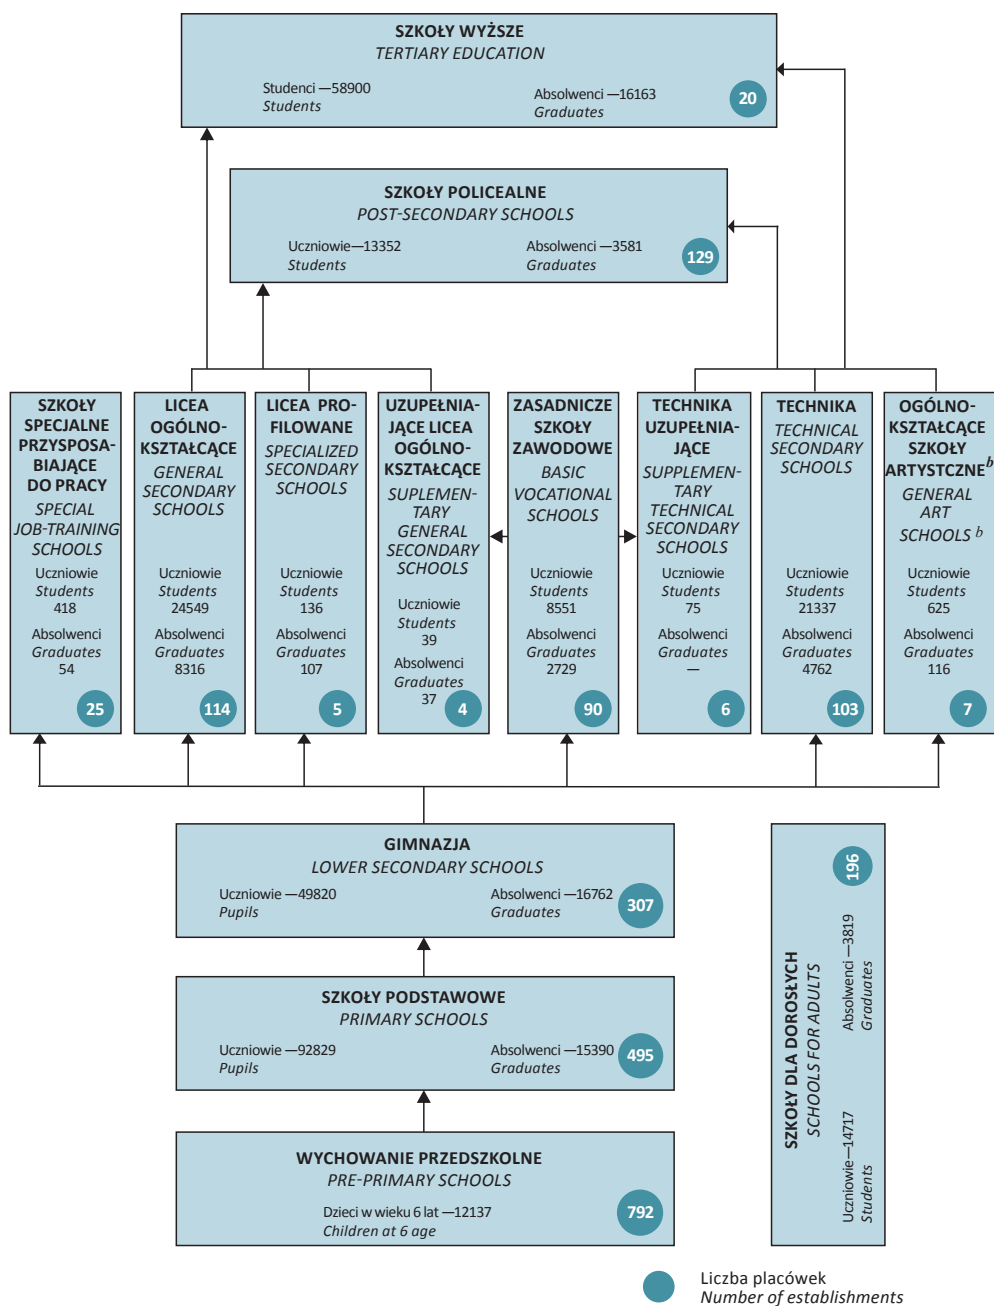 SZKOŁY WYŻSZE
TERTIARY EDUCATION
Studenci —58900
Students
Absolwenci —16163
Graduates
20
SZKOŁY POLICEALNE
POST-SECONDARY SCHOOLS
Uczniowie—13352
Students
Absolwenci —3581
Graduates
129
SZKOŁY
SPECJALNE
PRZYSPOSA-
BIAJĄCE
DO PRACY
SPECIAL
JOB-TRAINING
SCHOOLS
Uczniowie
Students
418
Absolwenci
Graduates
54
25
LICEA
OGÓLNO-
KSZTAŁCĄCE
GENERAL
SECONDARY
SCHOOLS
Uczniowie
Students
24549
Absolwenci
Graduates
8316
114
LICEA PRO-
FILOWANE
SPECIALIZED
SECONDARY
SCHOOLS
Uczniowie
Students
136
Absolwenci
Graduates
107
5
UZUPEŁNIA-
JĄCE LICEA
OGÓLNO-
KSZTAŁCĄCE
SUPLEMEN-
TARY
GENERAL
SECONDARY
SCHOOLS
Uczniowie
Students
39
Absolwenci
Graduates
37
4
ZASADNICZE
SZKOŁY
ZAWODOWE
BASIC
VOCATIONAL
SCHOOLS
Uczniowie
Students
8551
Absolwenci
Graduates
2729
90
TECHNIKA
UZUPEŁNIA-
JĄCE
SUPPLEMEN-
TARY
TECHNICAL
SECONDARY
SCHOOLS
Uczniowie
Students
75
Absolwenci
Graduates
—
6
TECHNIKA
TECHNICAL
SECONDARY
SCHOOLS
Uczniowie
Students
21337
Absolwenci
Graduates
4762
103
OGÓLNO-
KSZTAŁCĄCE
SZKOŁY
ARTYSTCZNE b
GENERAL
ART
SCHOOLS b
Uczniowie
Students
625
Absolwenci
Graduates
116
7
GIMNAZJA
LOWER SECONDARY SCHOOLS
Uczniowie —49820
Pupils
Absolwenci —16762
Graduates
307
SZKOŁY PODSTAWOWE
PRIMARY SCHOOLS
Uczniowie —92829
Pupils
Absolwenci —15390
Graduates
495
WYCHOWANIE PRZEDSZKOLNE
PRE-PRIMARY SCHOOLS
Dzieci w wieku 6 lat —12137
Children at 6 age
792
SZKOŁY DLA DOROSŁYCH
SCHOOLS FOR ADULTS
Uczniowie—14717
Students
Absolwenci —3819
Graduates
196
Liczba placówek
Number of establishments